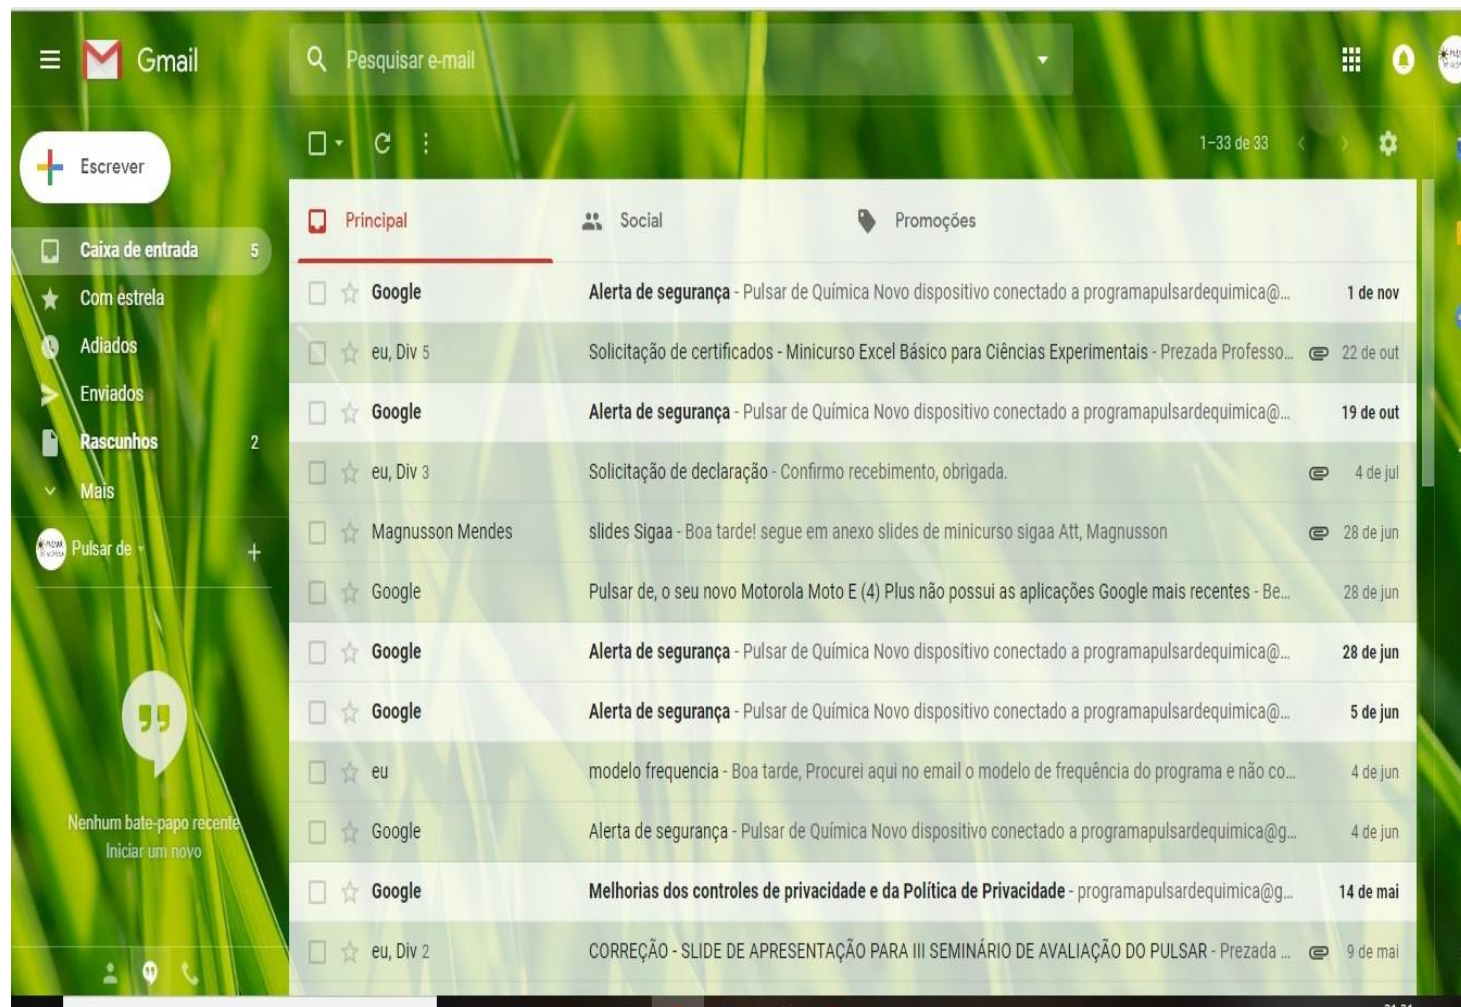 Gmail
Pesquisar e-mail
Escrever
1–33 de 33
Principal Social Promoções
Caixa de entrada 5
Com estrela
Adiados
Enviados
Rascunhos 2
Mais
Pulsar de
Nenhum bate-papo recente
Iniciar um novo
Google Alerta de segurança - Pulsar de Química Novo dispositivo conectado a programapulsardequimica@... 1 de nov
eu, Div 5 Solicitação de certificados - Minicurso Excel Básico para Ciências Experimentais - Prezada Professo... 22 de out
Google Alerta de segurança - Pulsar de Química Novo dispositivo conectado a programapulsardequimica@... 19 de out
eu, Div 3 Solicitação de declaração - Confirmo recebimento, obrigada. 4 de jul
Magnusson Mendes slides Sigaa - Boa tarde! segue em anexo slides de minicurso sigaa Att, Magnusson 28 de jun
Google Pulsar de, o seu novo Motorola Moto E (4) Plus não possui as aplicações Google mais recentes - Be... 28 de jun
Google Alerta de segurança - Pulsar de Química Novo dispositivo conectado a programapulsardequimica@... 28 de jun
Google Alerta de segurança - Pulsar de Química Novo dispositivo conectado a programapulsardequimica@... 5 de jun
eu modelo frequencia - Boa tarde, Procurei aqui no email o modelo de frequência do programa e não co... 4 de jun
Google Alerta de segurança - Pulsar de Química Novo dispositivo conectado a programapulsardequimica@g... 4 de jun
Google Melhorias dos controles de privacidade e da Política de Privacidade - programapulsardequimica@g... 14 de mai
eu, Div 2 CORREÇÃO - SLIDE DE APRESENTAÇÃO PARA III SEMINÁRIO DE AVALIAÇÃO DO PULSAR - Prezada ... 9 de mai